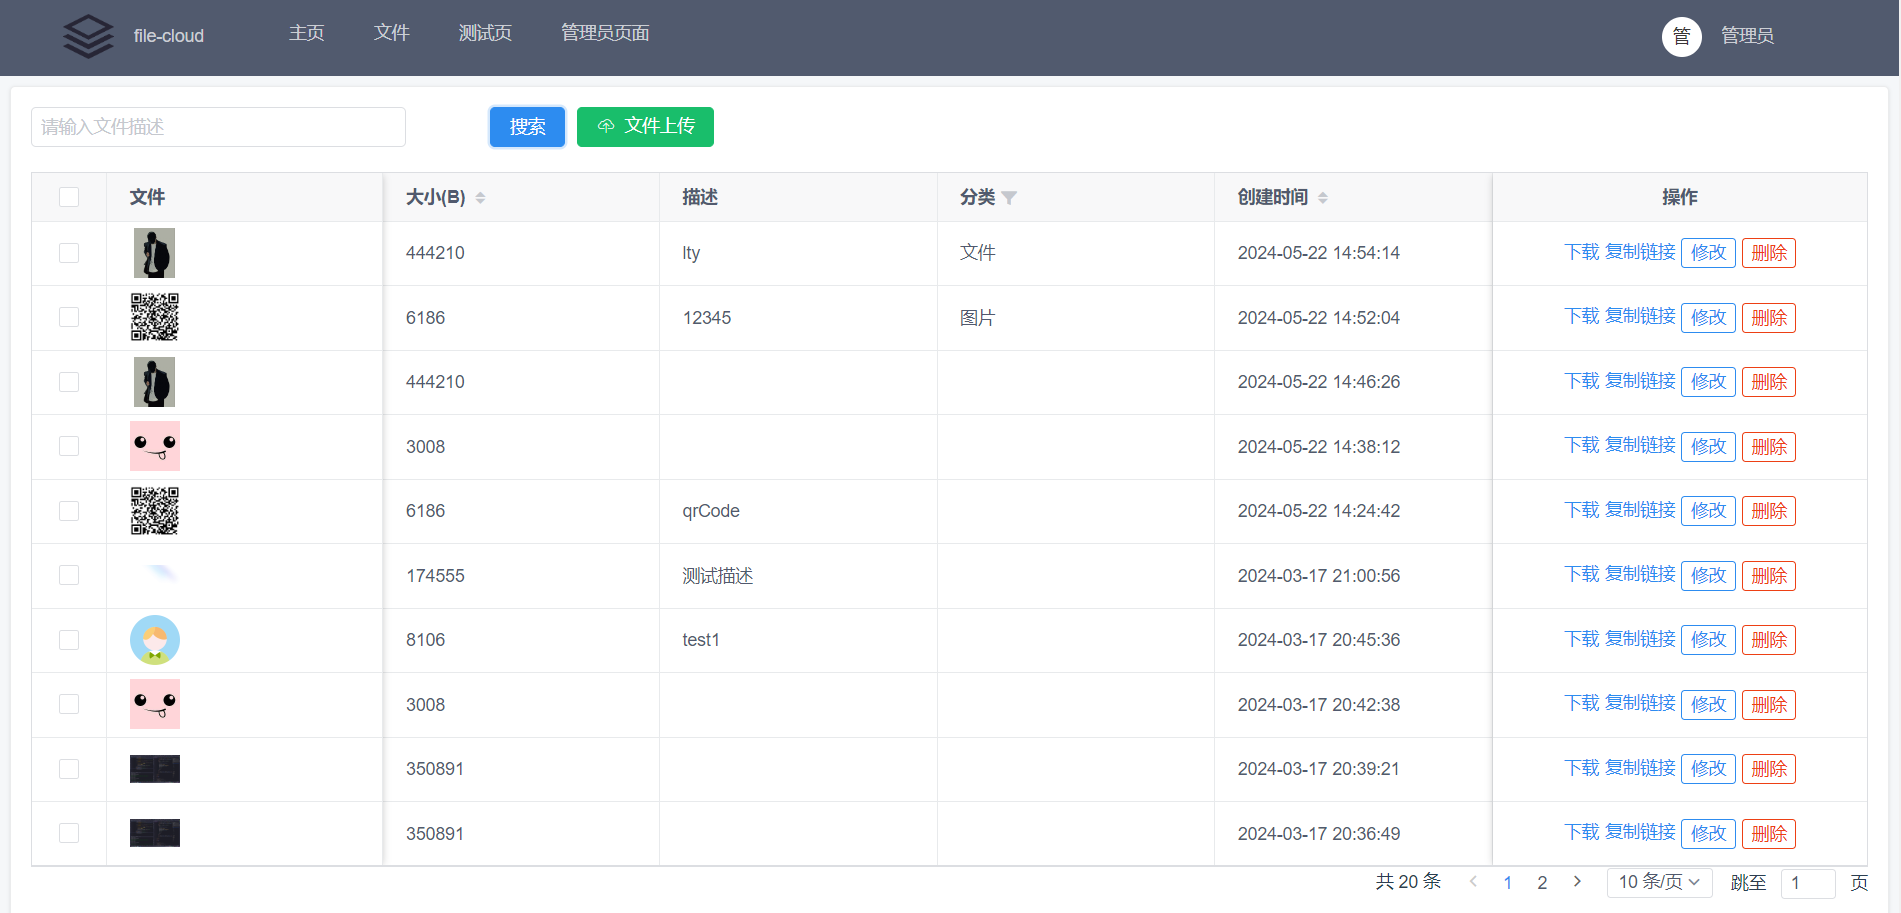 file-cloud 主页 文件 测试页 管理员页面 管 管理员
请输入文件描述 搜索 文件上传
文件 大小(B) 描述 分类 创建时间 操作
444210 lty 文件 2024-05-22 14:54:14 下载 复制链接 修改 删除
6186 12345 图片 2024-05-22 14:52:04 下载 复制链接 修改 删除
444210 2024-05-22 14:46:26 下载 复制链接 修改 删除
3008 2024-05-22 14:38:12 下载 复制链接 修改 删除
6186 qrCode 2024-05-22 14:24:42 下载 复制链接 修改 删除
174555 测试描述 2024-03-17 21:00:56 下载 复制链接 修改 删除
8106 test1 2024-03-17 20:45:36 下载 复制链接 修改 删除
3008 2024-03-17 20:42:38 下载 复制链接 修改 删除
350891 2024-03-17 20:39:21 下载 复制链接 修改 删除
350891 2024-03-17 20:36:49 下载 复制链接 修改 删除
共 20 条 1 2 10 条/页 跳至 1 页